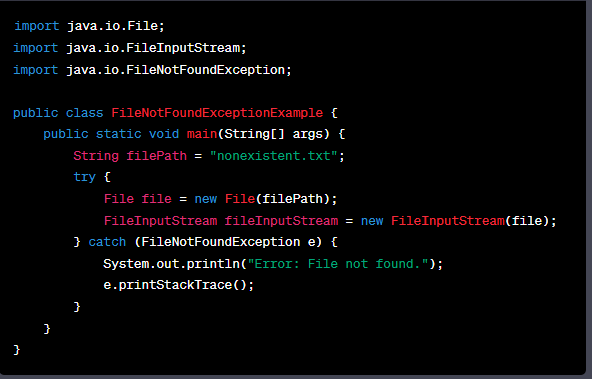 import java.io.File;
import java.io.FileInputStream;
import java.io.FileNotFoundException;

public class FileNotFoundExceptionExample {
    public static void main(String[] args) {
        String filePath = "nonexistent.txt";
        try {
            File file = new File(filePath);
            FileInputStream fileInputStream = new FileInputStream(file);
        } catch (FileNotFoundException e) {
            System.out.println("Error: File not found.");
            e.printStackTrace();
        }
    }
}